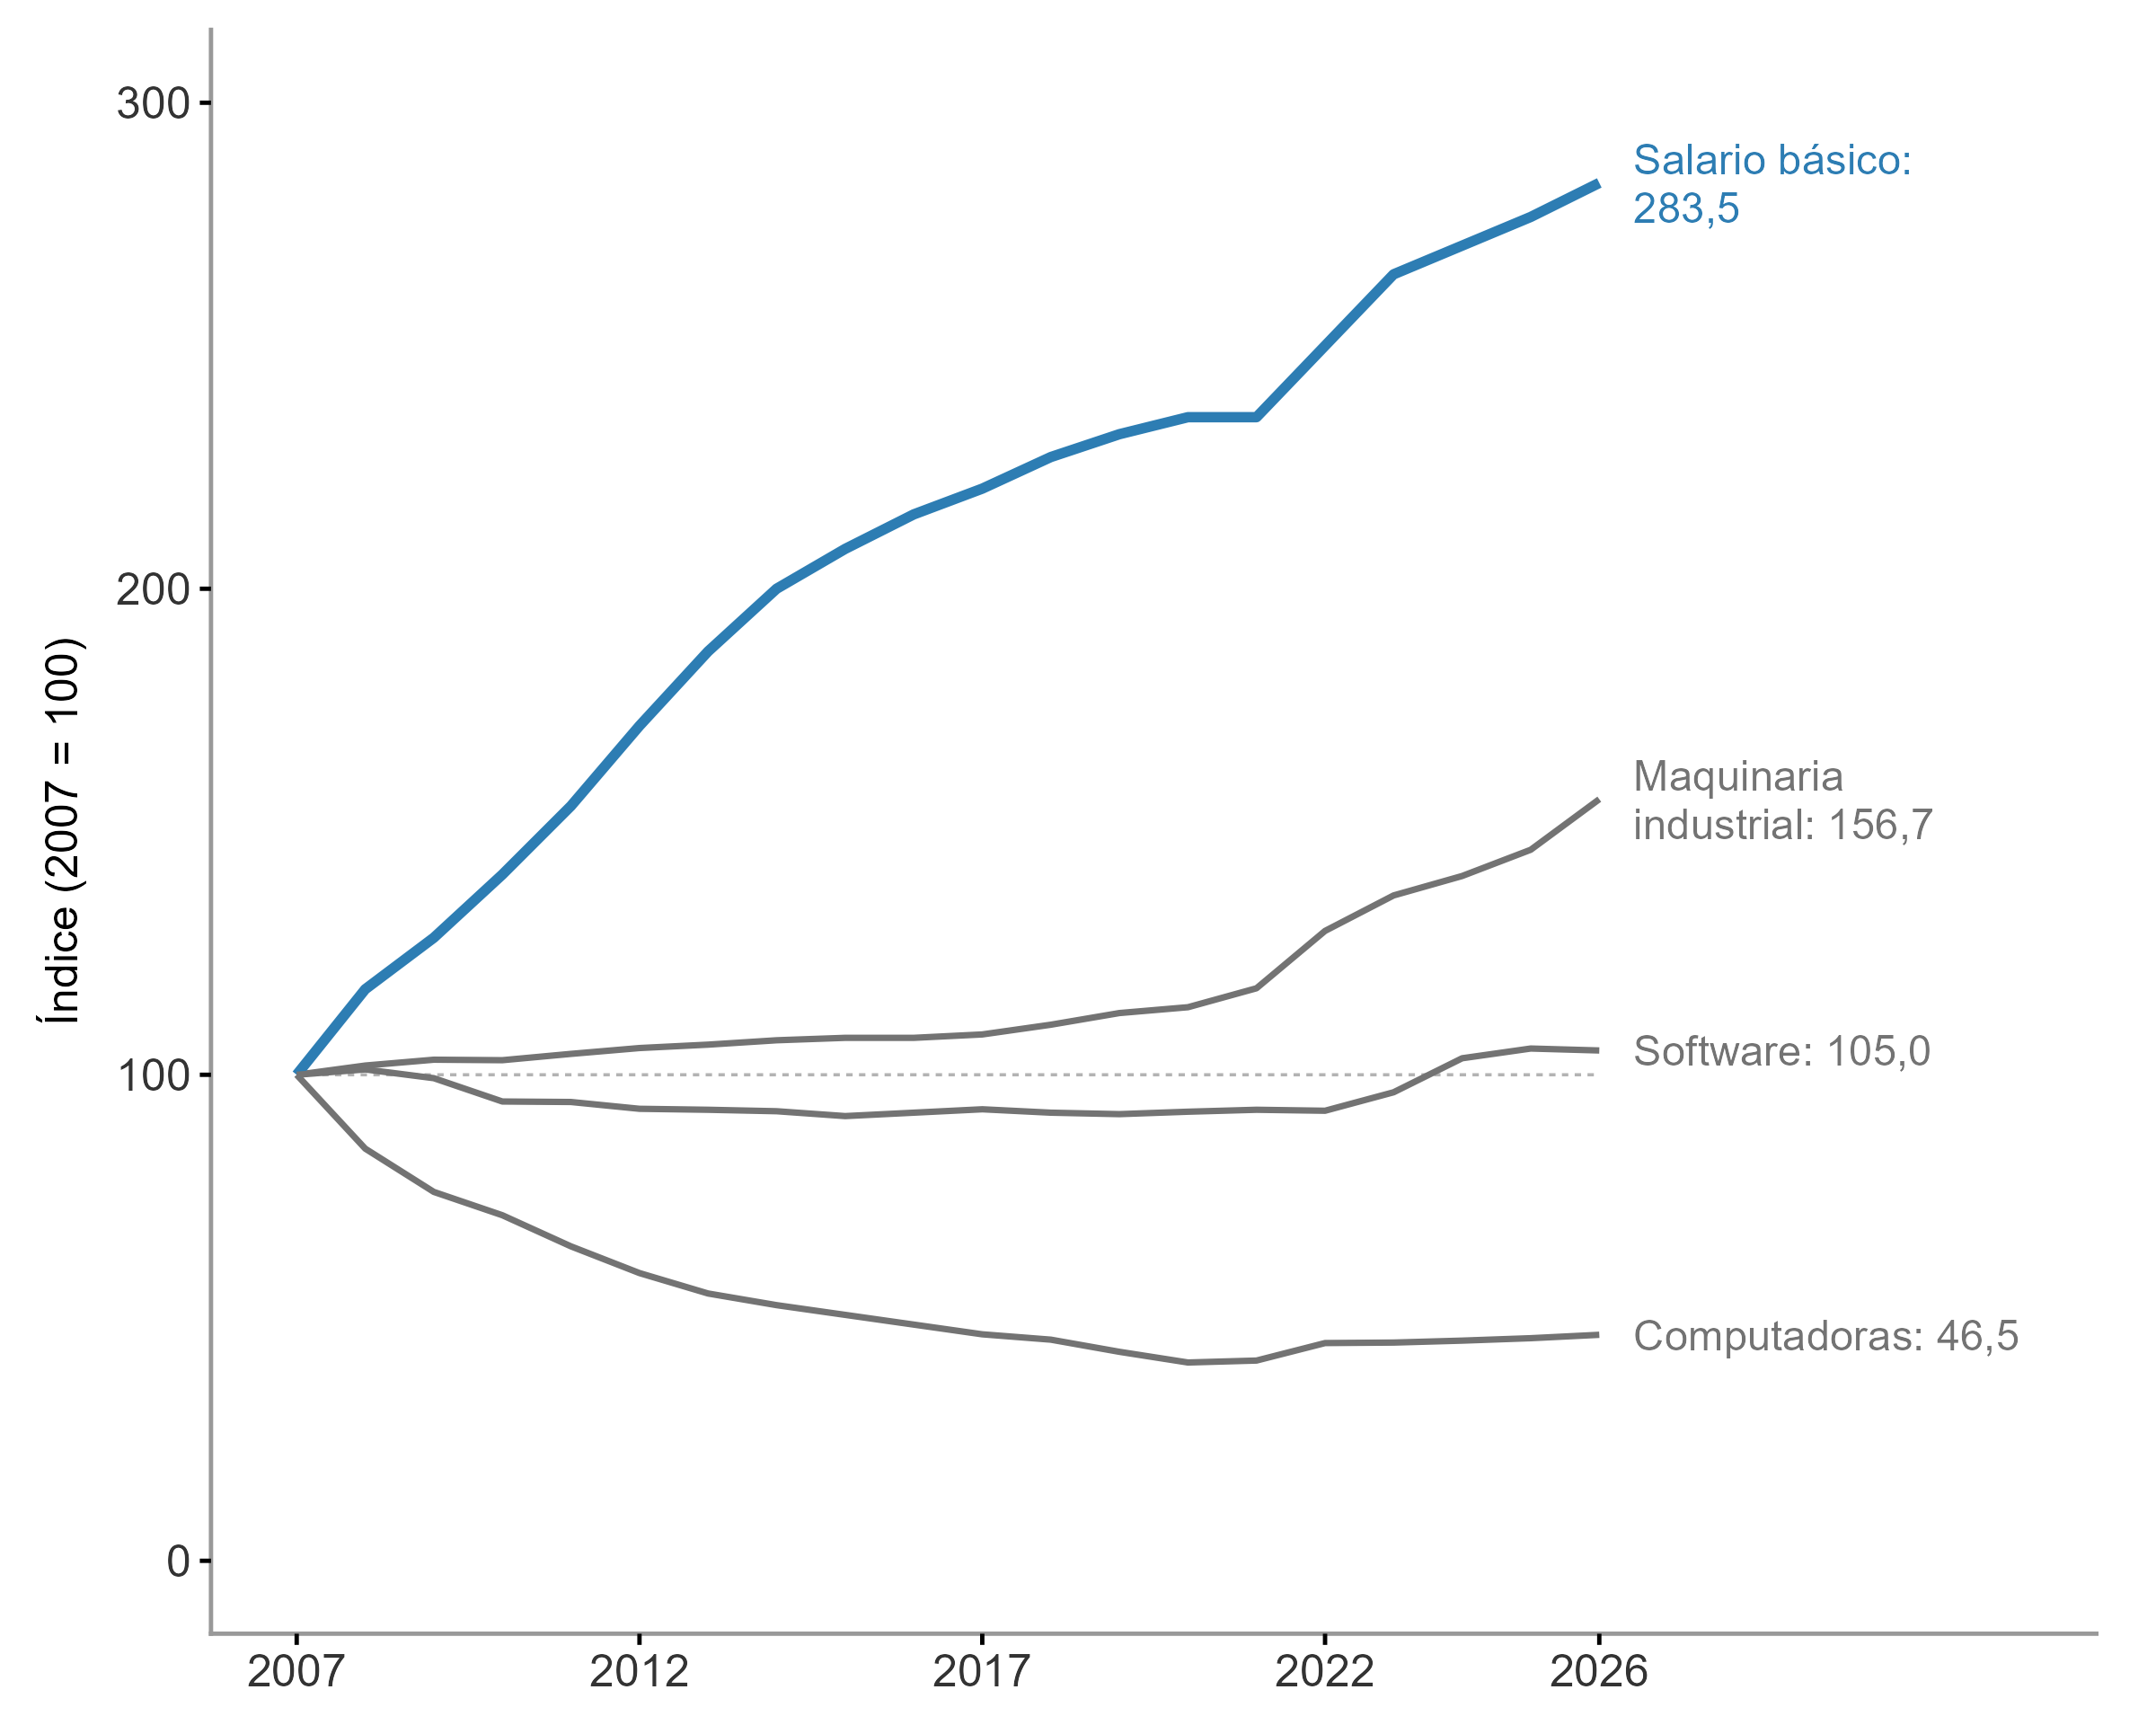 Índice (2007 = 100)
300
200
100
0
Salario básico:
283,5
Maquinaria
industrial: 156,7
Software: 105,0
Computadoras: 46,5
2007
2012
2017
2022
2026